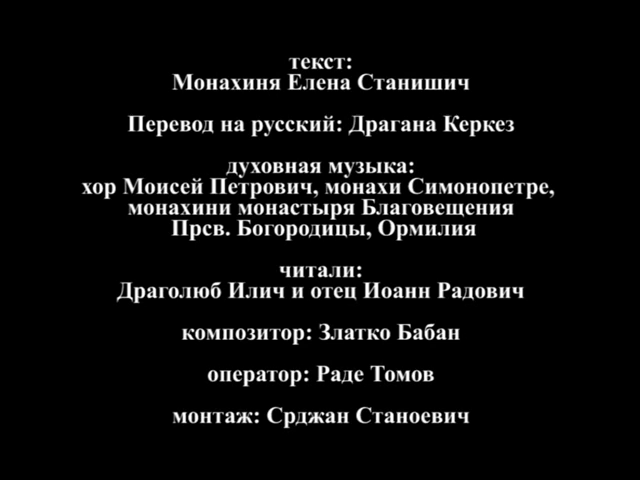 текст:
Монахиня Елена Станишич
Перевод на русский: Драгана Керкез
духовная музыка:
хор Моисей Петрович, монахи Симонопетре,
монахини монастыря Благовещения
Прсв. Богородицы, Ормилия
читали:
Драголюб Илич и отец Иоанн Радович
композитор: Златко Бабан
оператор: Раде Томов
монтаж: Срджан Станоевич